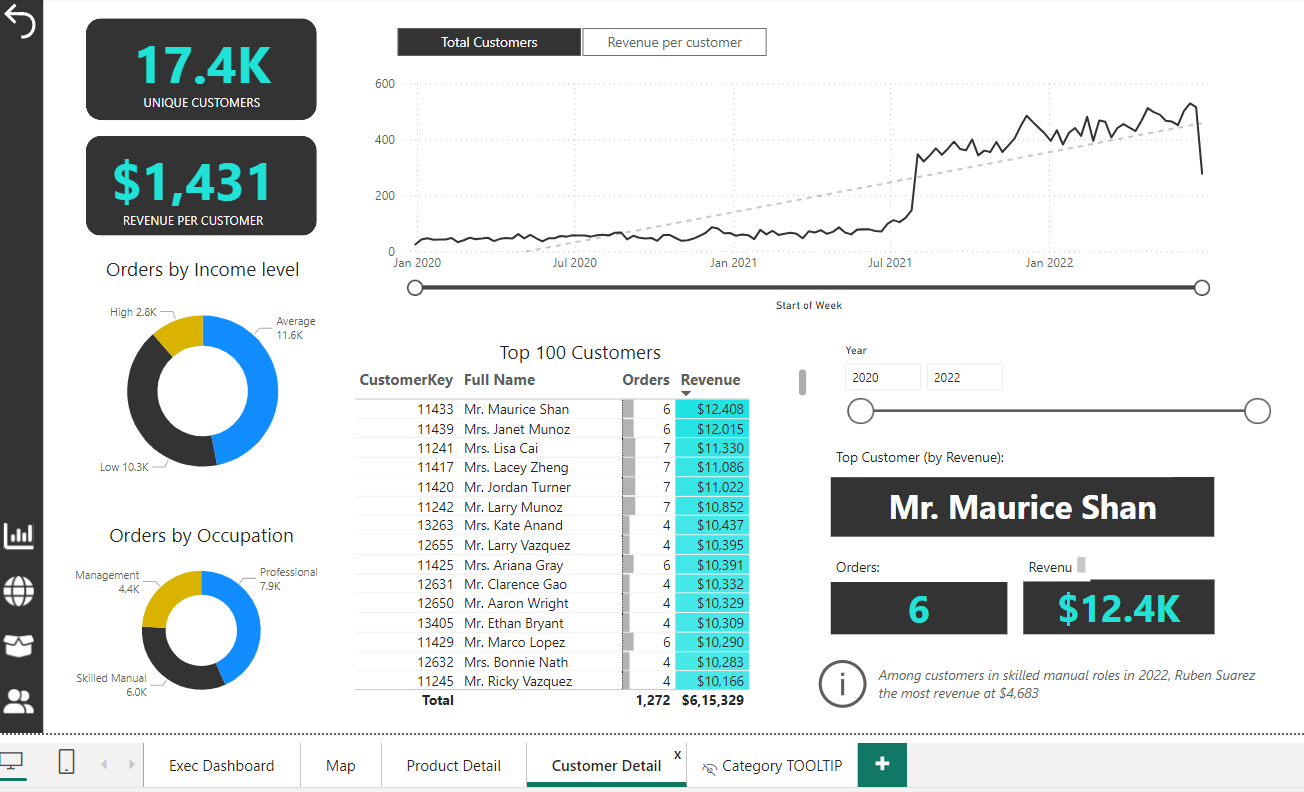 17.4K
UNIQUE CUSTOMERS
$1,431
REVENUE PER CUSTOMER
Orders by Income level
High 2.8K
Average
11.6K
Low 10.3K
Orders by Occupation
Management
4.4K
Professional
7.9K
Skilled Manual
6.0K
Total Customers Revenue per customer
600
400
200
0
Jan 2020 Jul 2020 Jan 2021 Jul 2021 Jan 2022
Start of Week
Top 100 Customers
CustomerKey Full Name Orders Revenue
11433 Mr. Maurice Shan 6 $12,408
11439 Mrs. Janet Munoz 6 $12,015
11241 Mrs. Lisa Cai 7 $11,330
11417 Mrs. Lacey Zheng 7 $11,086
11420 Mr. Jordan Turner 7 $11,022
11242 Mr. Larry Munoz 7 $10,852
13263 Mrs. Kate Anand 4 $10,437
12655 Mr. Larry Vazquez 4 $10,395
11425 Mrs. Ariana Gray 6 $10,391
12631 Mr. Clarence Gao 4 $10,332
12650 Mr. Aaron Wright 4 $10,329
13405 Mr. Ethan Bryant 4 $10,309
11429 Mr. Marco Lopez 6 $10,290
12632 Mrs. Bonnie Nath 4 $10,283
11245 Mr. Ricky Vazquez 4 $10,166
Total 1,272 $6,15,329
Year
2020 2022
Top Customer (by Revenue):
Mr. Maurice Shan
Orders: Revenu
6 $12.4K
i
Among customers in skilled manual roles in 2022, Ruben Suarez
the most revenue at $4,683
Exec Dashboard Map Product Detail Customer Detail x Category TOOLTIP +